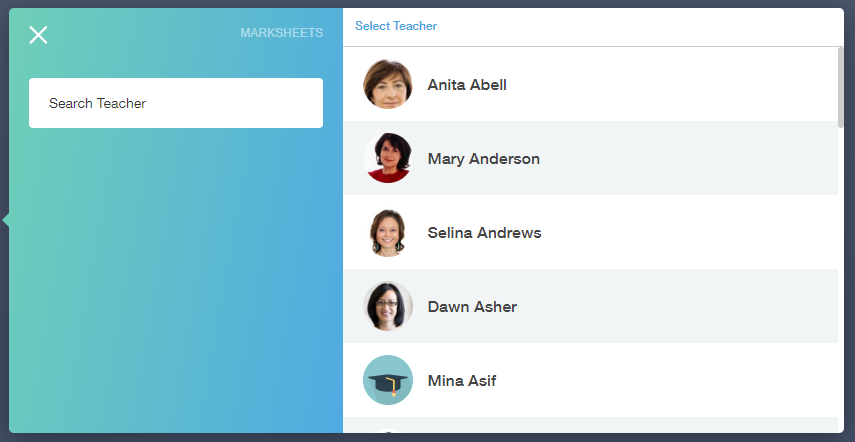 MARKSHEETS
Search Teacher
Select Teacher
Anita Abell
Mary Anderson
Selina Andrews
Dawn Asher
Mina Asif